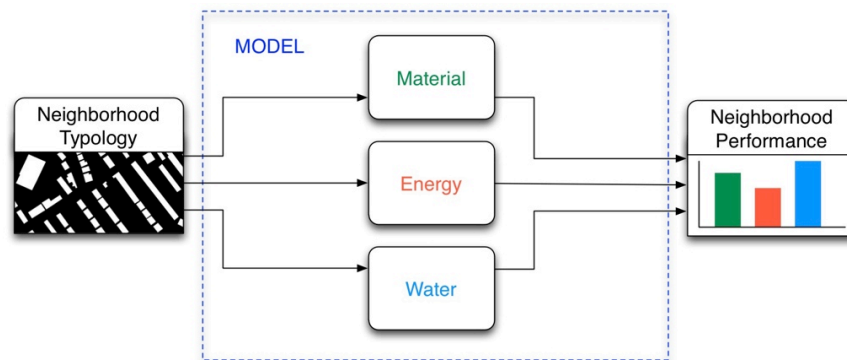 MODEL
Neighborhood
Typology
Material
Energy
Water
Neighborhood
Performance